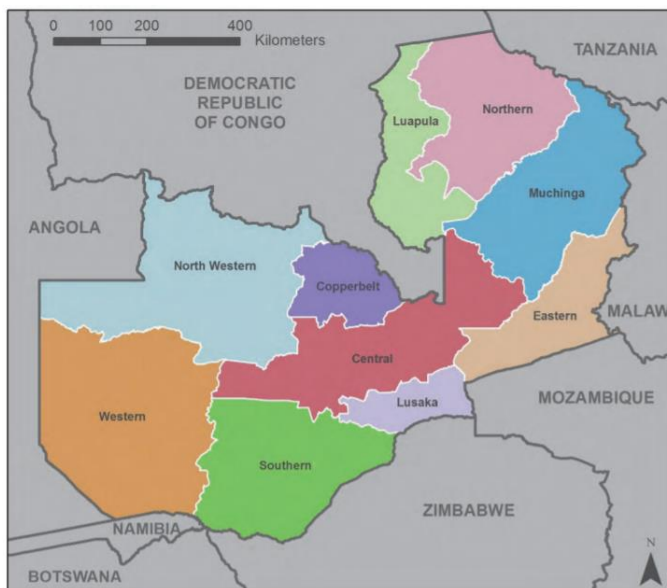 0 100 200 400
Kilometers
TANZANIA
DEMOCRATIC
REPUBLIC
OF CONGO
Luapula
Northern
Muchinga
ANGOLA
North Western
Copperbelt
Eastern
MALAW
Central
Western
Lusaka
MOZAMBIQUE
Southern
ZIMBABWE
NAMIBIA
BOTSWANA
N